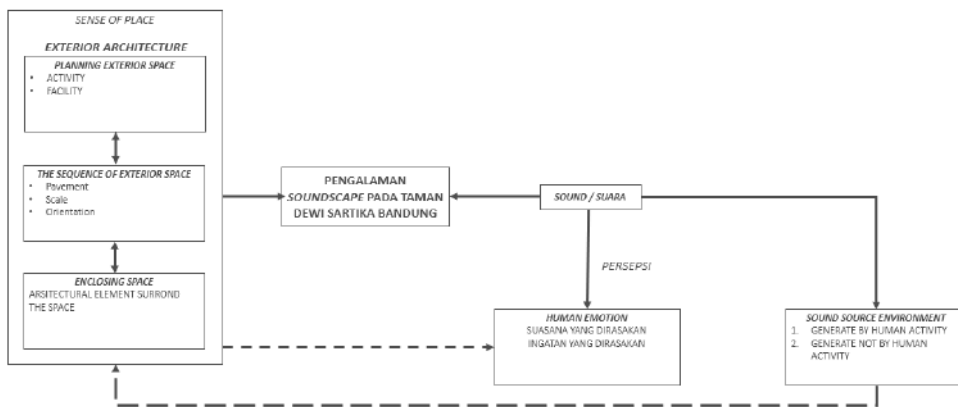 SENSE OF PLACE
EXTERIOR ARCHITECTURE
PLANNING EXTERIOR SPACE
• ACTIVITY
• FACILITY
THE SEQUENCE OF EXTERIOR SPACE
• Pavement
• Scale
• Orientation
ENCLOSING SPACE
ARSITECTURAL ELEMENT SURROND
THE SPACE
PENGALAMAN
SOUNDSCAPE PADA TAMAN
DEWI SARTIKA BANDUNG
SOUND / SUARA
PERSEPSI
HUMAN EMOTION
SUASANA YANG DIRASAKAN
INGATAN YANG DIRASAKAN
SOUND SOURCE ENVIRONMENT
1. GENERATE BY HUMAN ACTIVITY
2. GENERATE NOT BY HUMAN
ACTIVITY